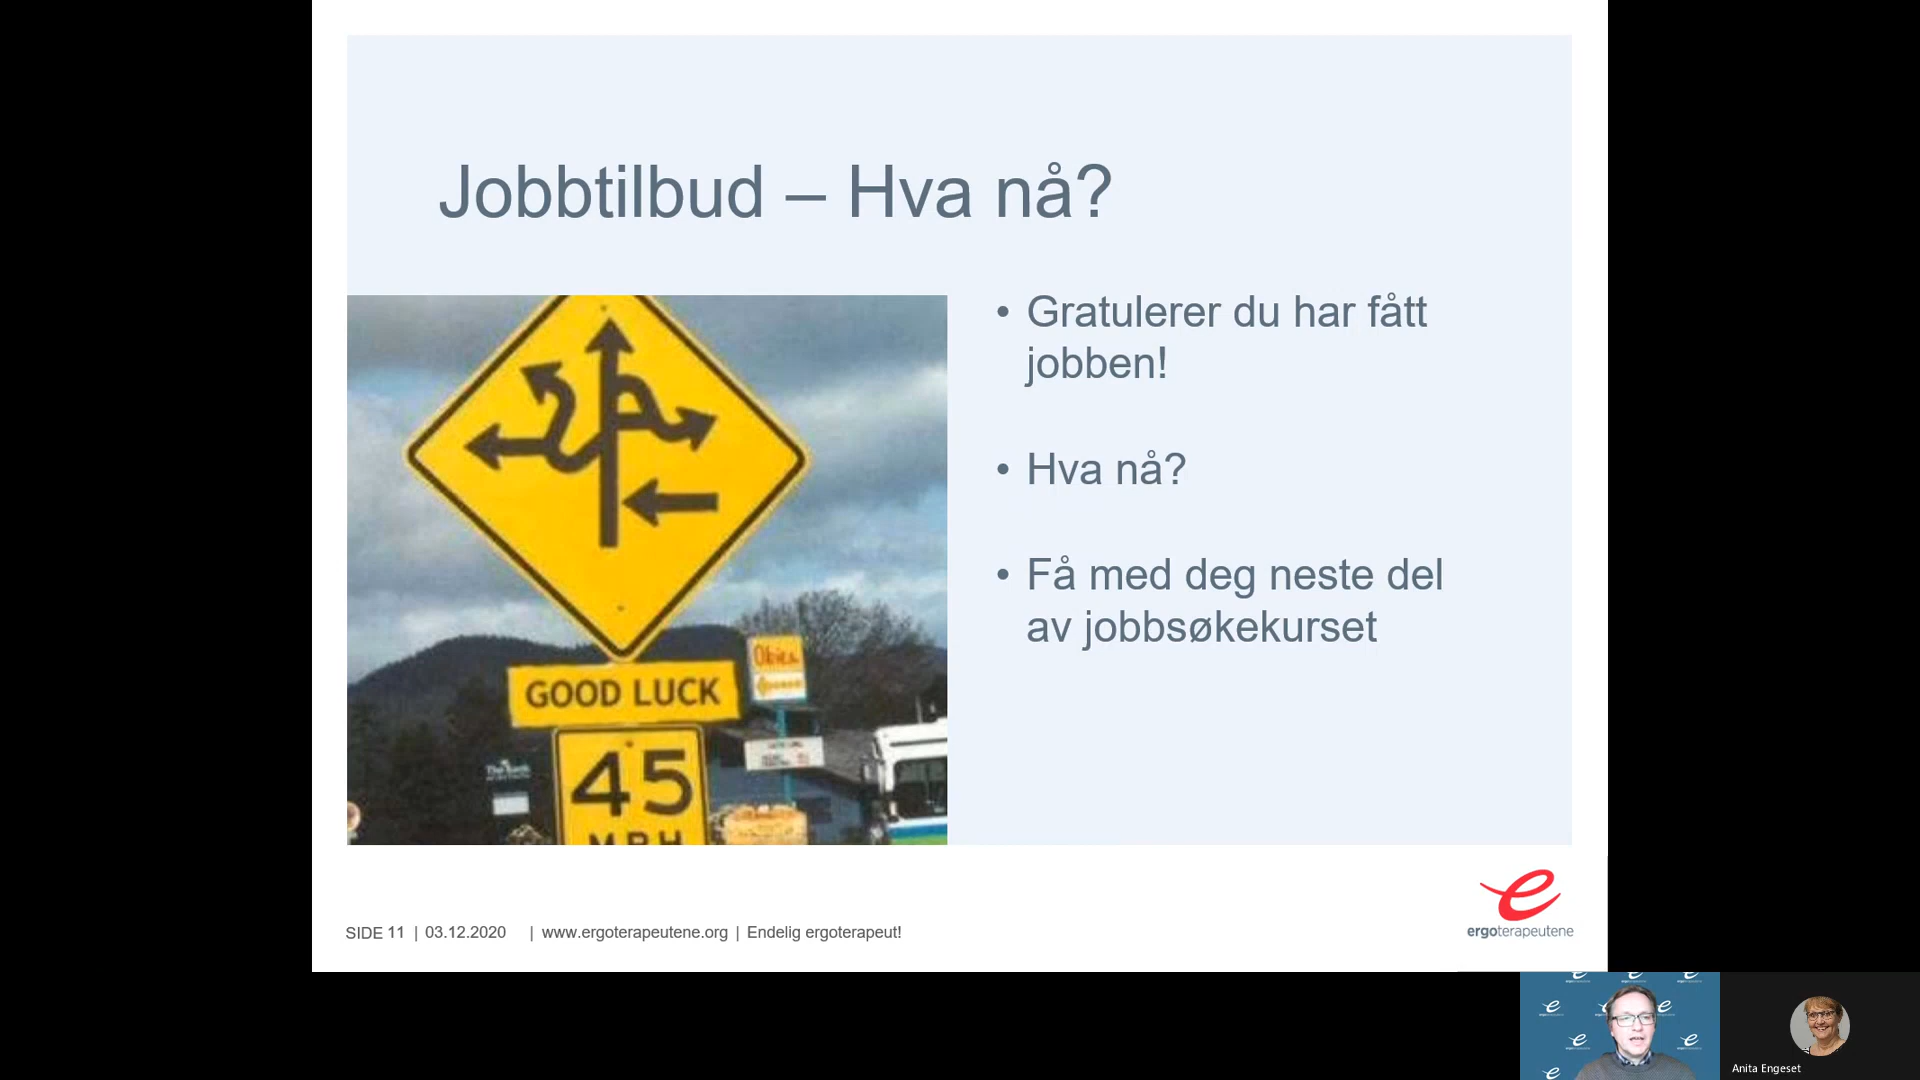 Jobbtilbud – Hva nå?
• Gratulerer du har fått
jobben!
• Hva nå?
• Få med deg neste del
av jobbsøkekurset
GOOD LUCK
45
MPH
Obies
SIDE 11 | 03.12.2020 | www.ergoterapeutene.org | Endelig ergoterapeut!
ergoterapeutene
Anita Engeset